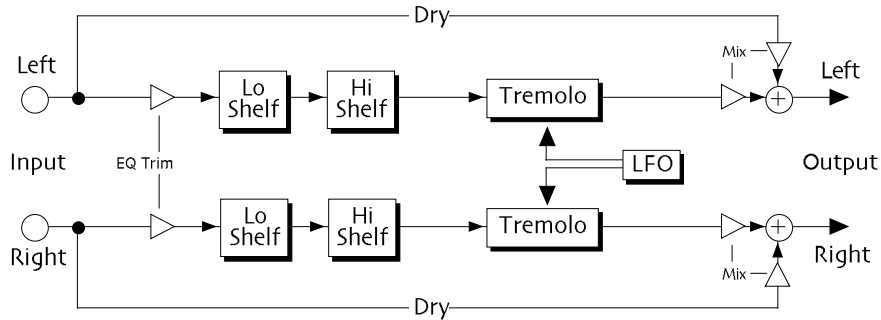 Dry
Left
Mix
Left
Lo
Shelf
Hi
Shelf
Tremolo
Input
EQ Trim
LFO
Output
Lo
Shelf
Hi
Shelf
Tremolo
Right
Mix
Right
Dry